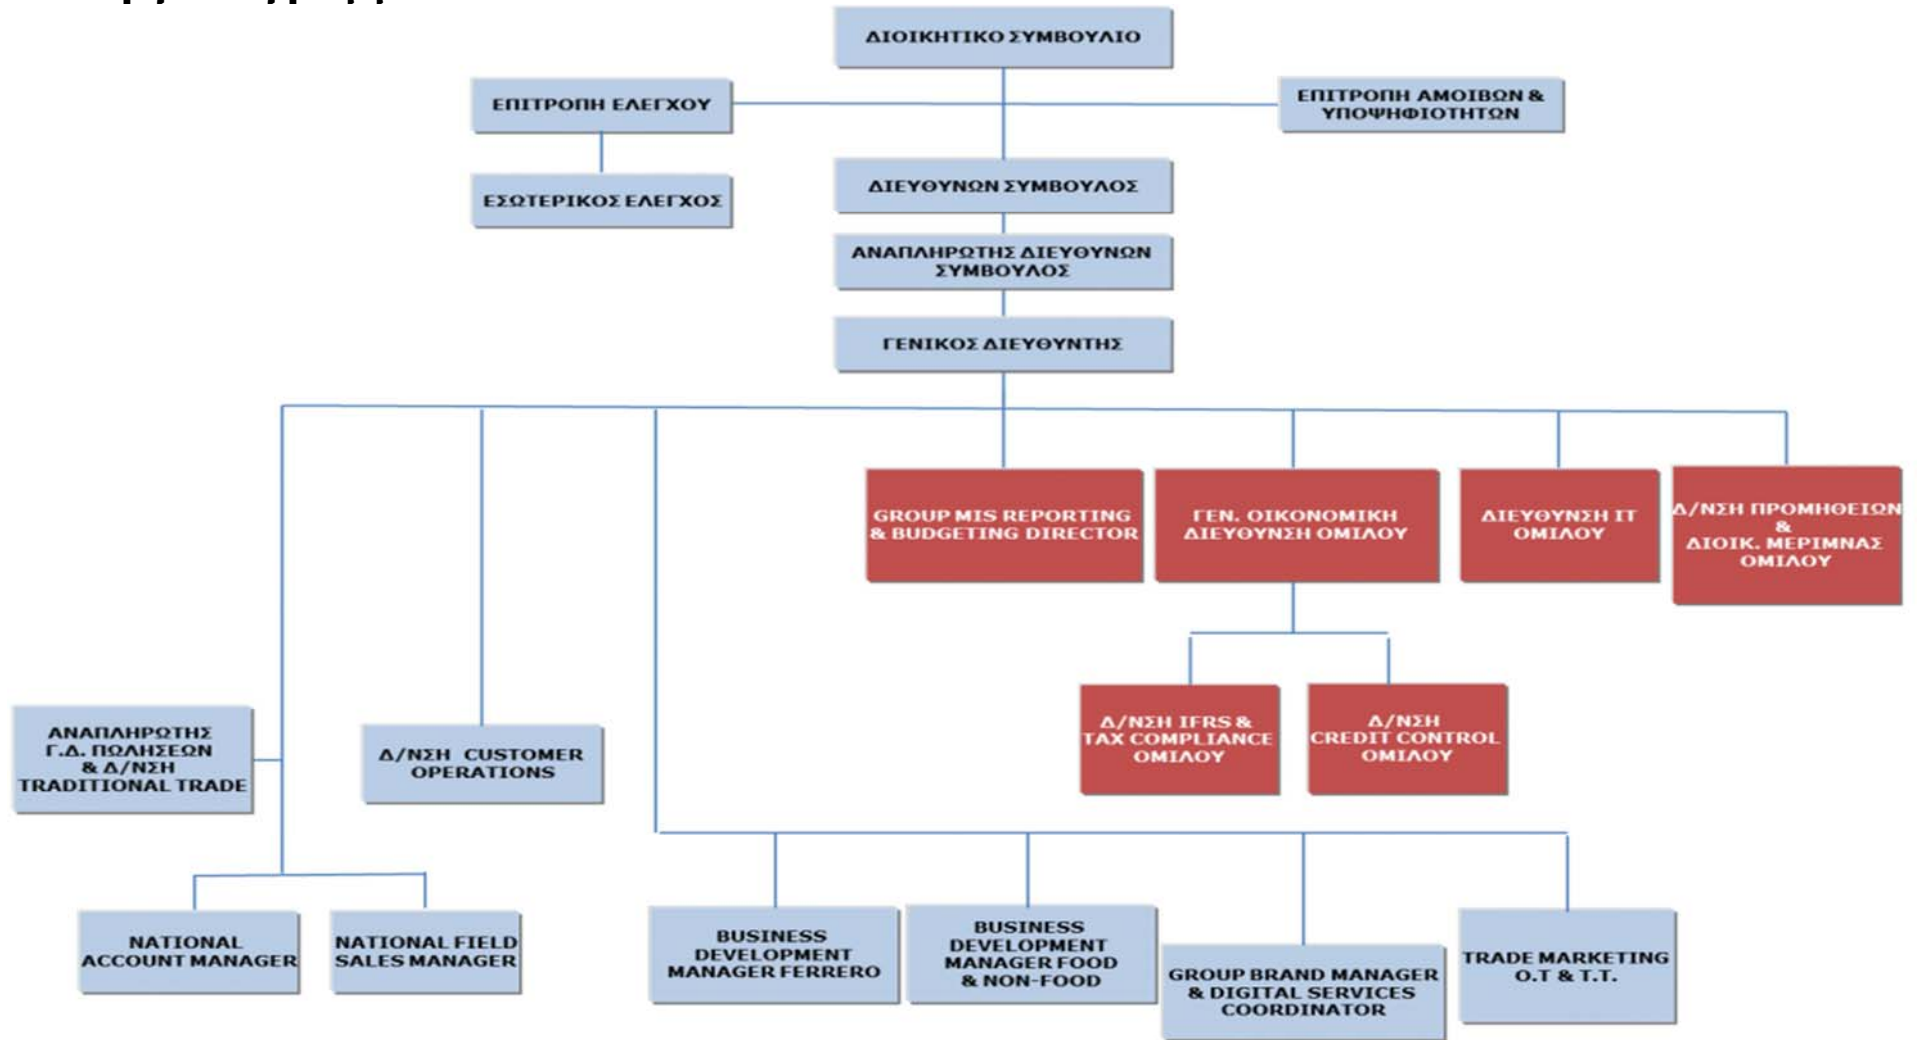 ΔΙΟΙΚΗΤΙΚΟ ΣΥΜΒΟΥΛΙΟ
ΕΠΙΤΡΟΠΗ ΕΛΕΓΧΟΥ
ΕΠΙΤΡΟΠΗ ΑΜΟΙΒΩΝ &
ΥΠΟΨΗΦΙΟΤΗΤΩΝ
ΕΣΩΤΕΡΙΚΟΣ ΕΛΕΓΧΟΣ
ΔΙΕΥΘΥΝΩΝ ΣΥΜΒΟΥΛΟΣ
ΑΝΑΠΛΗΡΩΤΗΣ ΔΙΕΥΘΥΝΩΝ
ΣΥΜΒΟΥΛΟΣ
ΓΕΝΙΚΟΣ ΔΙΕΥΘΥΝΤΗΣ
GROUP MIS REPORTING
& BUDGETING DIRECTOR
ΓΕΝ. ΟΙΚΟΝΟΜΙΚΗ
ΔΙΕΥΘΥΝΣΗ ΟΜΙΛΟΥ
ΔΙΕΥΘΥΝΣΗ IT
ΟΜΙΛΟΥ
Δ/ΝΣΗ ΠΡΟΜΗΘΕΙΩΝ
&
ΔΙΟΙΚ. ΜΕΡΙΜΝΑΣ
ΟΜΙΛΟΥ
Δ/ΝΣΗ IFRS &
TAX COMPLIANCE
ΟΜΙΛΟΥ
Δ/ΝΣΗ
CREDIT CONTROL
ΟΜΙΛΟΥ
ΑΝΑΠΛΗΡΩΤΗΣ
Γ.Δ. ΠΩΛΗΣΕΩΝ
& Δ/ΝΣΗ
TRADITIONAL TRADE
Δ/ΝΣΗ CUSTOMER
OPERATIONS
NATIONAL
ACCOUNT MANAGER
NATIONAL FIELD
SALES MANAGER
BUSINESS
DEVELOPMENT
MANAGER FERRERO
BUSINESS
DEVELOPMENT
MANAGER FOOD
& NON-FOOD
GROUP BRAND MANAGER
& DIGITAL SERVICES
COORDINATOR
TRADE MARKETING
O.T & T.T.